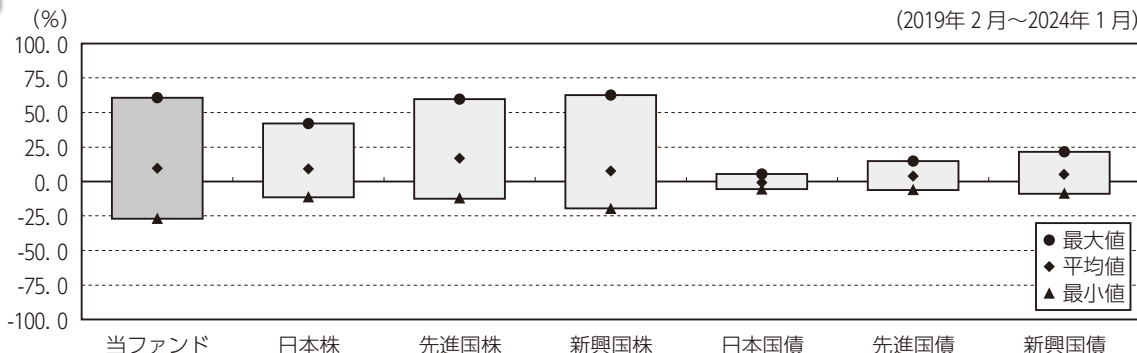 (%)
(2019年2月~2024年1月)
100.0
75.0
50.0
25.0
0.0
-25.0
-50.0
-75.0
-100.0
● 最大値
◆ 平均値
▲ 最小値
当ファンド 日本株 先進国株 新興国株 日本国債 先進国債 新興国債